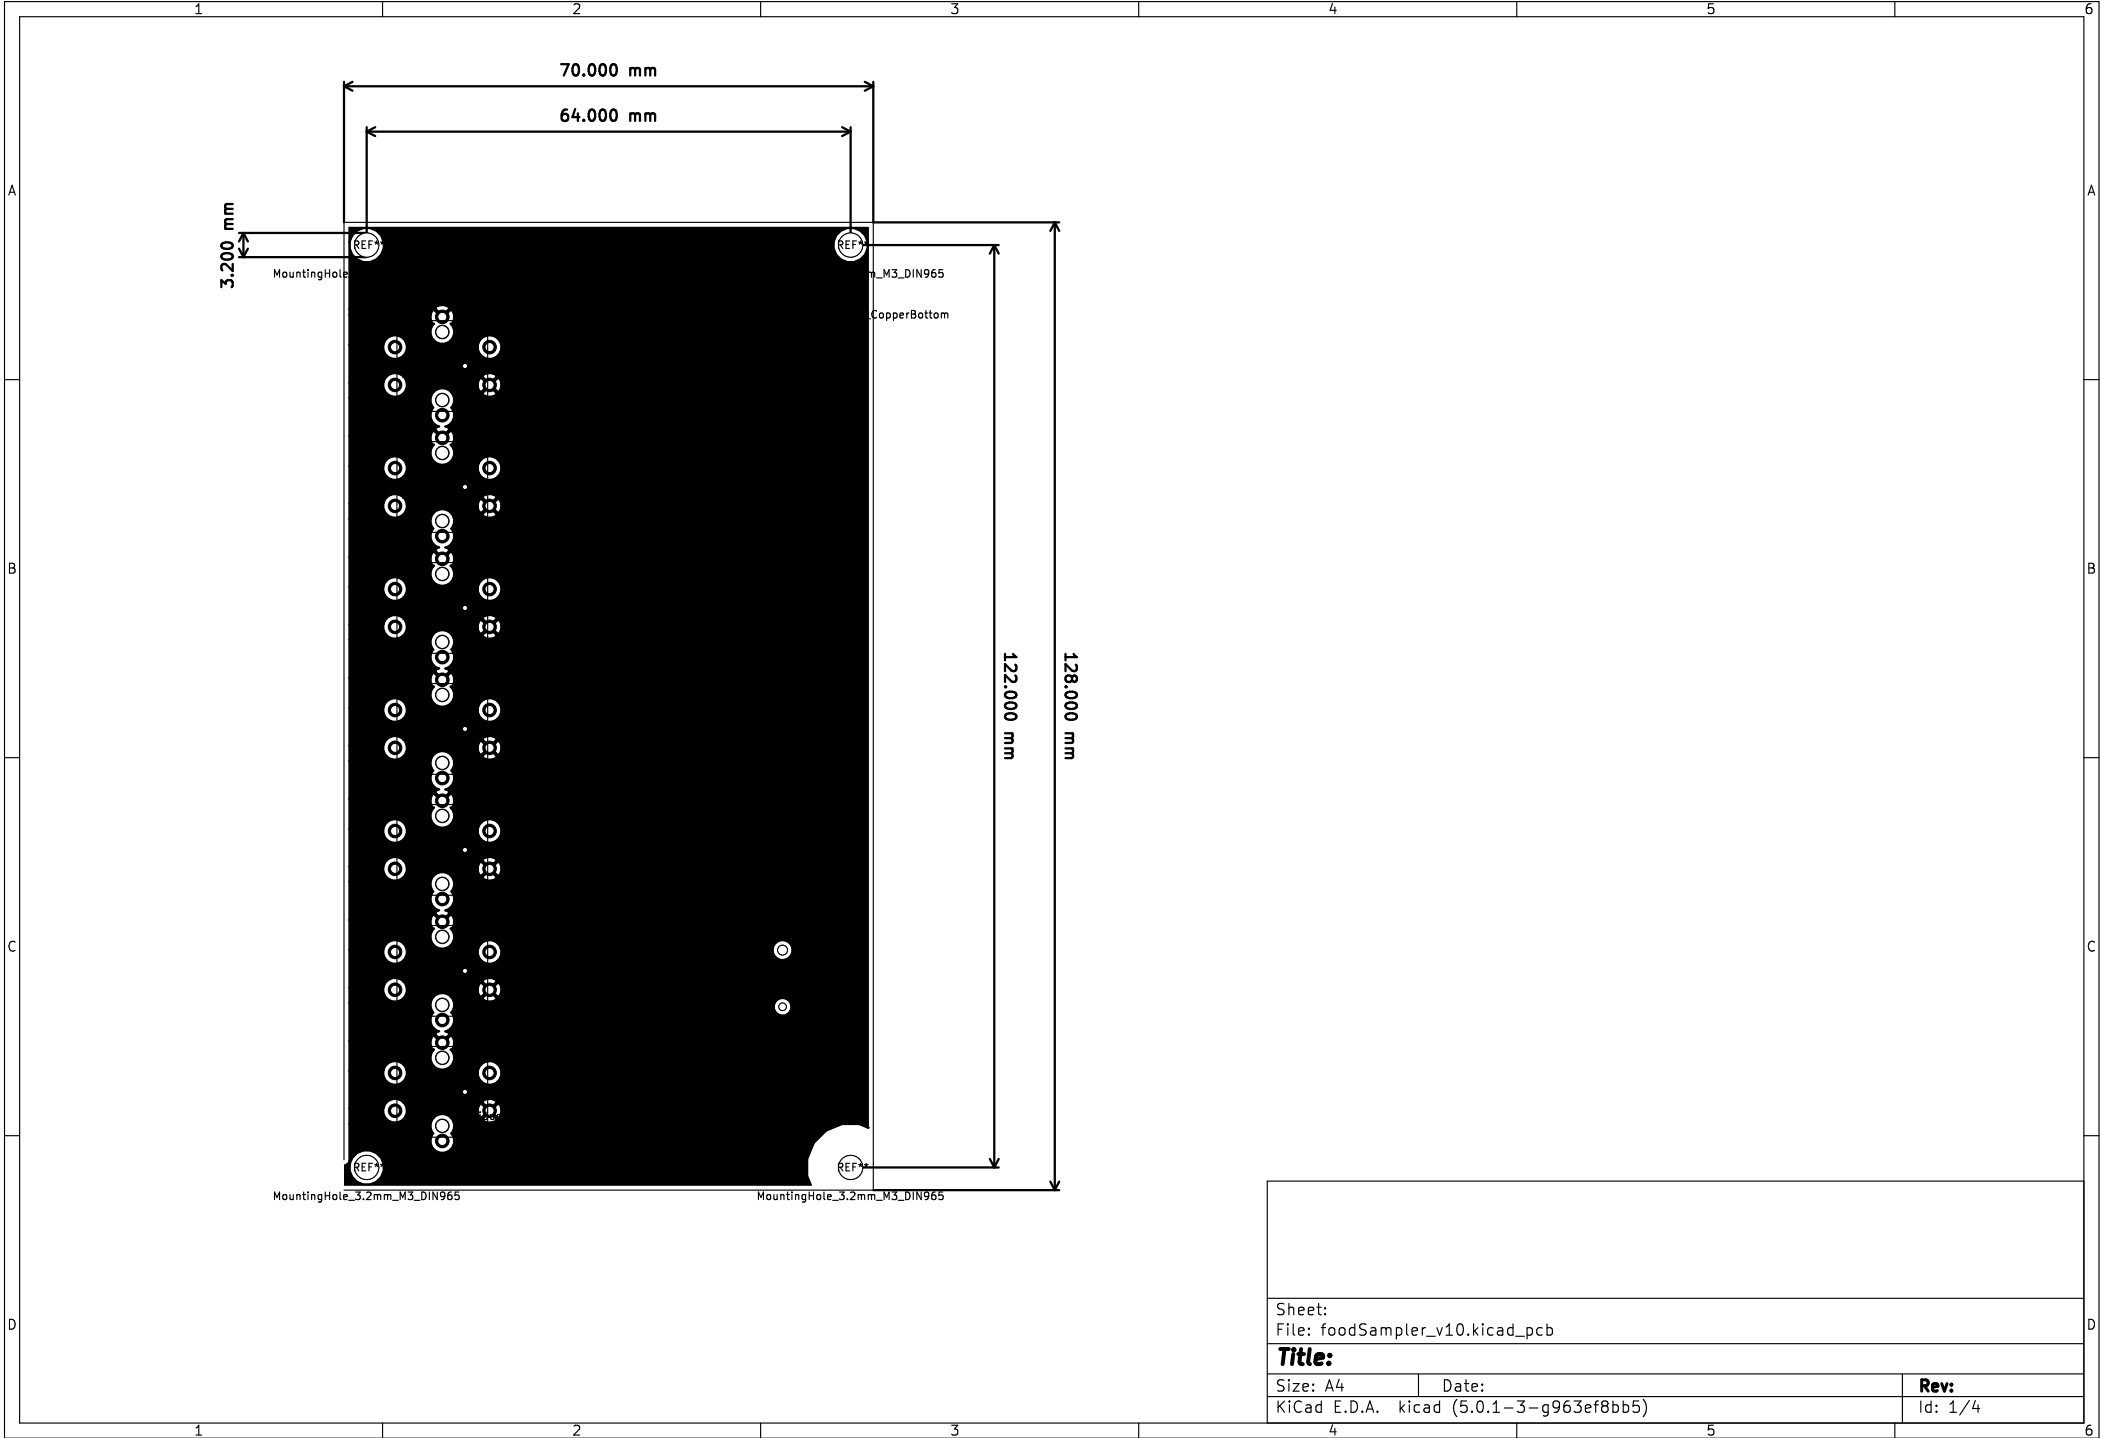 1 2 3 4 5 6
70.000 mm
64.000 mm
A A
3.200 mm
REF** REF**
MountingHole m_M3_DIN965
CopperBottom
B B
122.000 mm
128.000 mm
C C
REF** REF**
MountingHole_3.2mm_M3_DIN965 MountingHole_3.2mm_M3_DIN965
D D
Sheet:
File: foodSampler_v10.kicad_pcb
Title:
Size: A4 Date: Rev:
KiCad E.D.A. kicad (5.0.1-3-g963ef8bb5) Id: 1/4
1 2 3 4 5 6